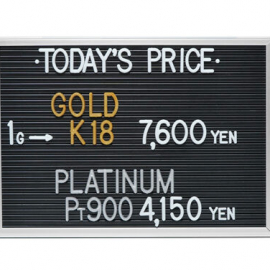 ·TODAY'S PRICE·
GOLD
1G→ K18 7,600 YEN
PLATINUM
PT900 4,150 YEN